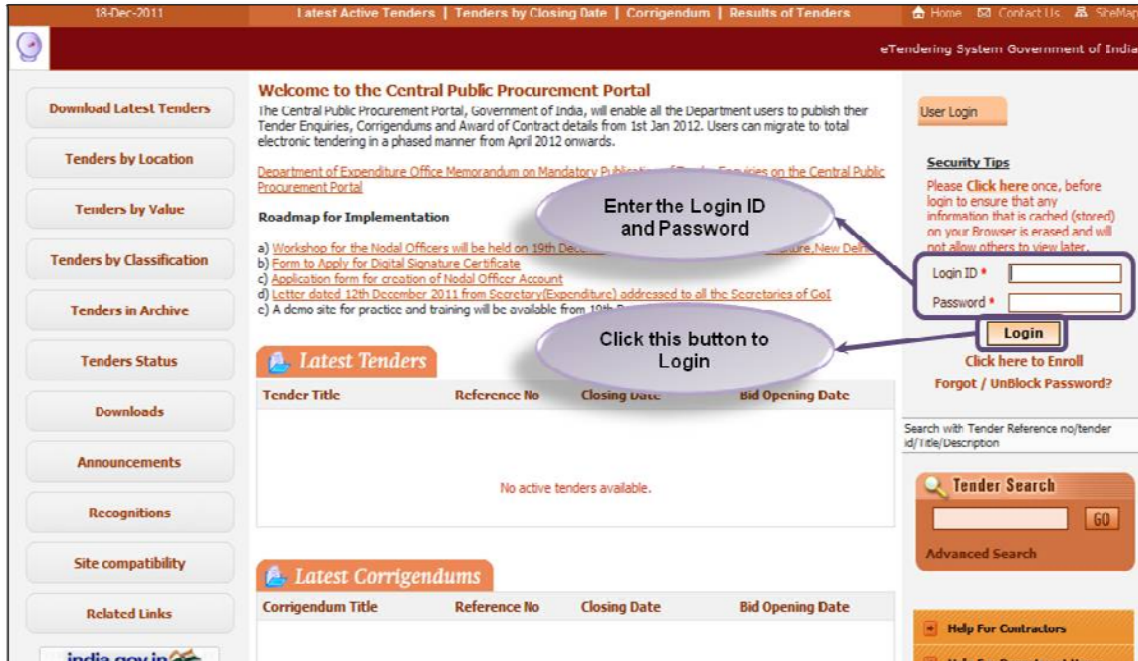 18-Dec-2011
Latest Active Tenders | Tenders by Closing Date | Corrigendum | Results of Tenders
Home Contact Us SiteMap
eTendering System Government of India
Download Latest Tenders
Tenders by Location
Tenders by Value
Tenders by Classification
Tenders in Archive
Tenders Status
Downloads
Announcements
Recognitions
Site compatibility
Related Links
india.gov.in
Welcome to the Central Public Procurement Portal
The Central Public Procurement Portal, Government of India, will enable all the Department users to publish their
Tender Enquiries, Corrigendums and Award of Contract details from 1st Jan 2012. Users can migrate to total
electronic tendering in a phased manner from April 2012 onwards.
Department of Expenditure Office Memorandum on Mandatory Enquiries on the Central Public
Procurement Portal
Roadmap for Implementation
a) Workshop for the Nodal Officers will be held on 19th New Delhi
b) Form to Apply for Digital Signature Certificate
c) Application form for creation of Nodal Officer Account
d) Letter dated 12th December 2011 from Secretary(Expenditure) addressed to all the Secretaries of GoI
e) A demo site for practice and training will be available from 19th
Enter the Login ID
and Password
Click this button to
Login
Latest Tenders
Tender Title Reference No Closing Date Bid Opening Date
No active tenders available.
Latest Corrigendums
Corrigendum Title Reference No Closing Date Bid Opening Date
User Login
Security Tips
Please Click here once, before
login to ensure that any
information that is cached (stored)
on your Browser is erased and will
not allow others to view later.
Login ID *
Password *
Login
Click here to Enroll
Forgot / UnBlock Password?
Search with Tender Reference no/tender
id/Title/Description
Tender Search
GO
Advanced Search
Help For Contractors